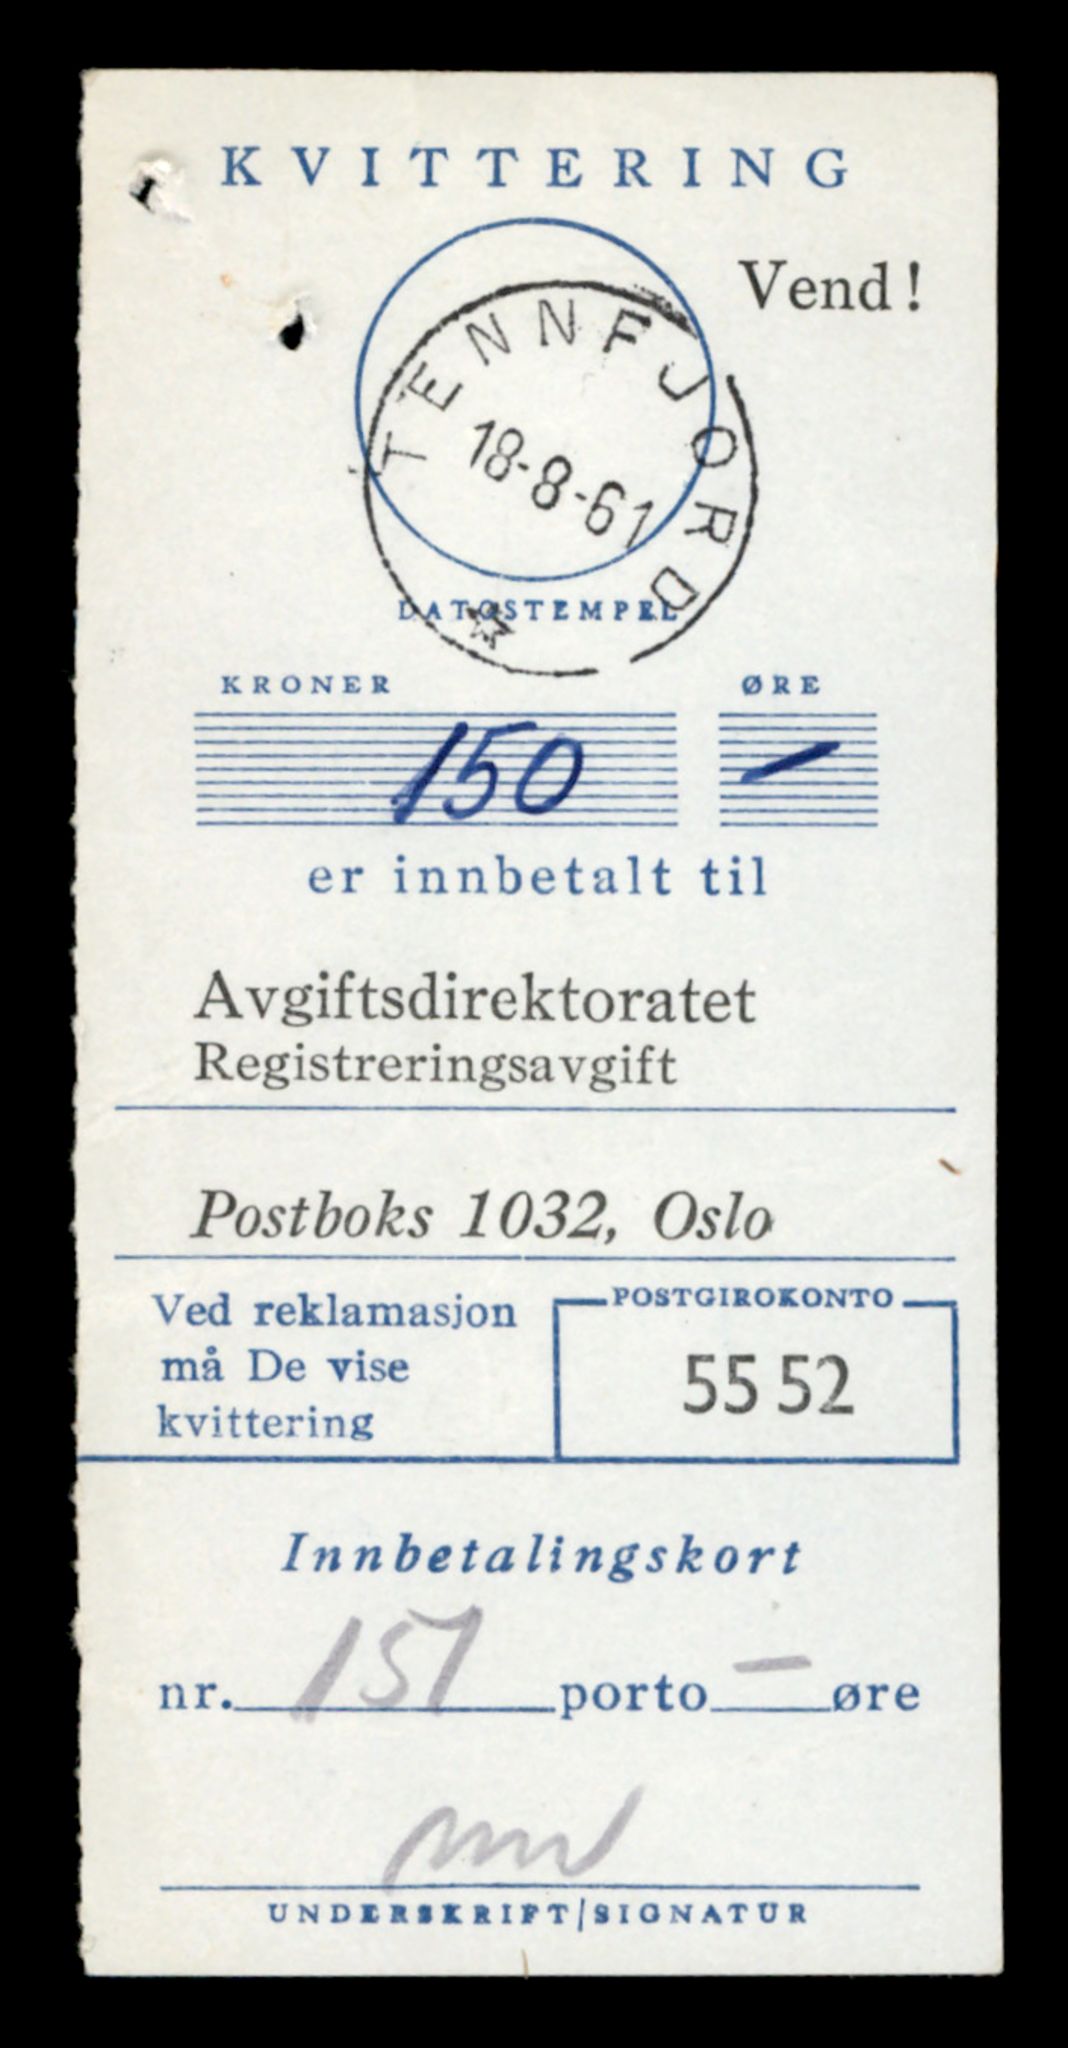 KVITTERING
Vend!
TENNFJORD
18-8-61
DATOSTEMPEL
KRONER ØRE
150 —
er innbetalt til
Avgiftsdirektoratet
Registreringsavgift
Postboks 1032, Oslo
Ved reklamasjon
må De vise
kvittering
POSTGIROKONTO
55 52
Innbetalingskort
nr. 151 porto — øre
UNDERSKRIFT/SIGNATUR